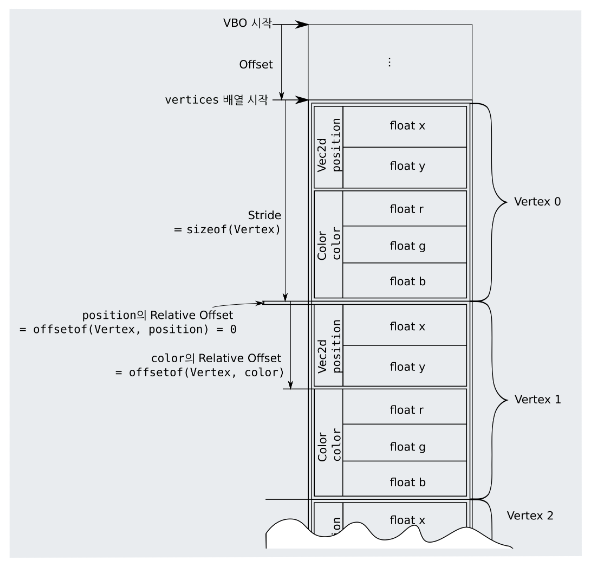 VBO 시작
Offset
⋮
vertices 배열 시작
Vec2d
position
float x
float y
Color
color
float r
float g
float b
Vertex 0
Stride
= sizeof(Vertex)
position의 Relative Offset
= offsetof(Vertex, position) = 0
color의 Relative Offset
= offsetof(Vertex, color)
Vec2d
position
float x
float y
Color
color
float r
float g
float b
Vertex 1
float x
Vertex 2